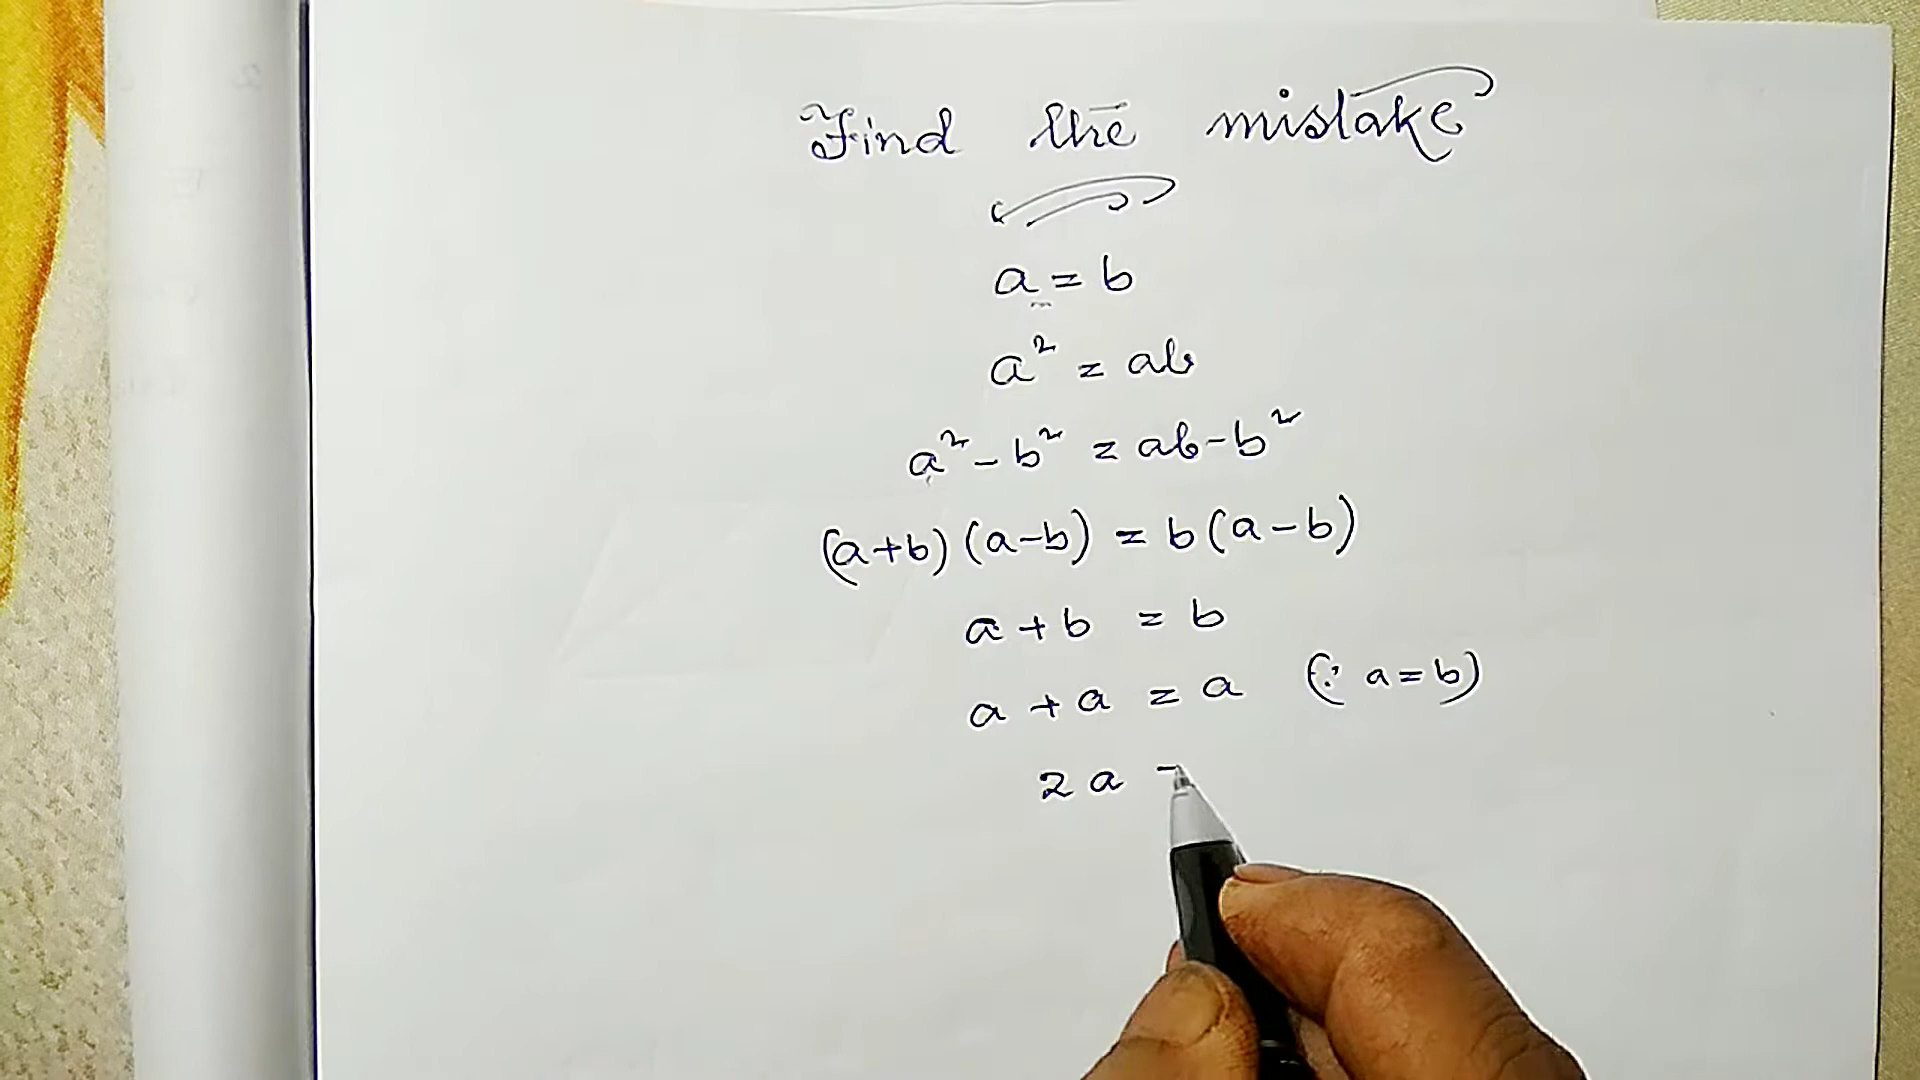 Find the mistake
a = b
a² = ab
a² - b² = ab - b²
(a+b)(a-b) = b(a-b)
a + b = b
a + a = a (∵ a = b)
2a -